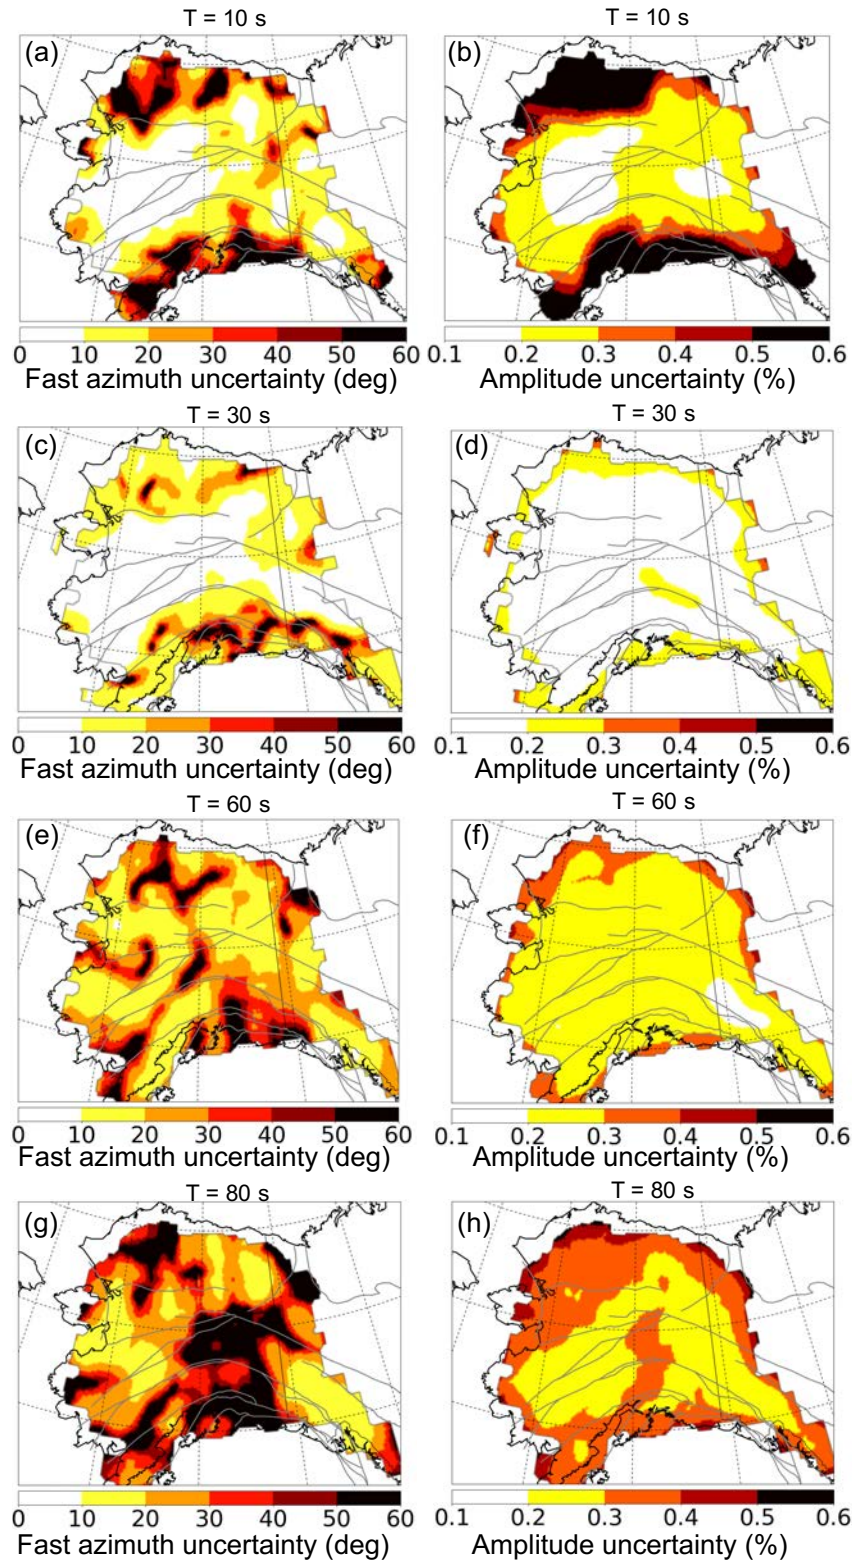 T = 10 s T = 10 s
(a) (b)
0 10 20 30 40 50 60 0.1 0.2 0.3 0.4 0.5 0.6
Fast azimuth uncertainty (deg) Amplitude uncertainty (%)
T = 30 s T = 30 s
(c) (d)
0 10 20 30 40 50 60 0.1 0.2 0.3 0.4 0.5 0.6
Fast azimuth uncertainty (deg) Amplitude uncertainty (%)
T = 60 s T = 60 s
(e) (f)
0 10 20 30 40 50 60 0.1 0.2 0.3 0.4 0.5 0.6
Fast azimuth uncertainty (deg) Amplitude uncertainty (%)
T = 80 s T = 80 s
(g) (h)
0 10 20 30 40 50 60 0.1 0.2 0.3 0.4 0.5 0.6
Fast azimuth uncertainty (deg) Amplitude uncertainty (%)